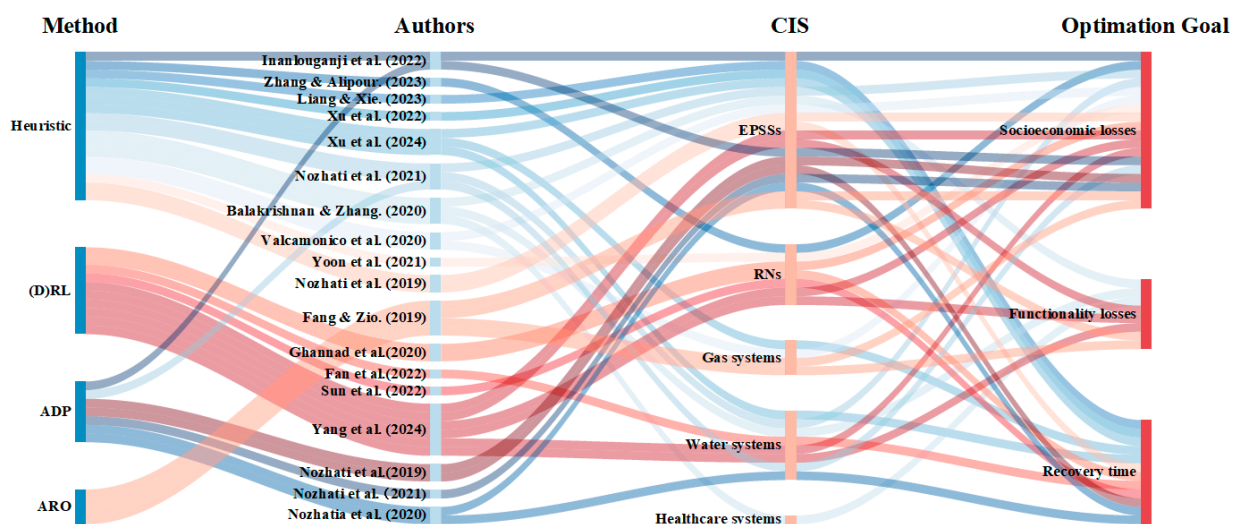 Method
Authors
CIS
Optimation Goal
Heuristic
(D)RL
ADP
ARO
Inanlouganji et al. (2022)
Zhang & Alipour. (2023)
Liang & Xie. (2023)
Xu et al. (2022)
Xu et al. (2024)
Nozhati et al. (2021)
Balakrishnan & Zhang. (2020)
Valcamonico et al. (2020)
Yoon et al. (2021)
Nozhati et al. (2019)
Fang & Zio. (2019)
Ghannad et al.(2020)
Fan et al.(2022)
Sun et al. (2022)
Yang et al. (2024)
Nozhati et al.(2019)
Nozhati et al. (2021)
Nozhatia et al. (2020)
EPSSs
RNs
Gas systems
Water systems
Healthcare systems
Socioeconomic losses
Functionality losses
Recovery time